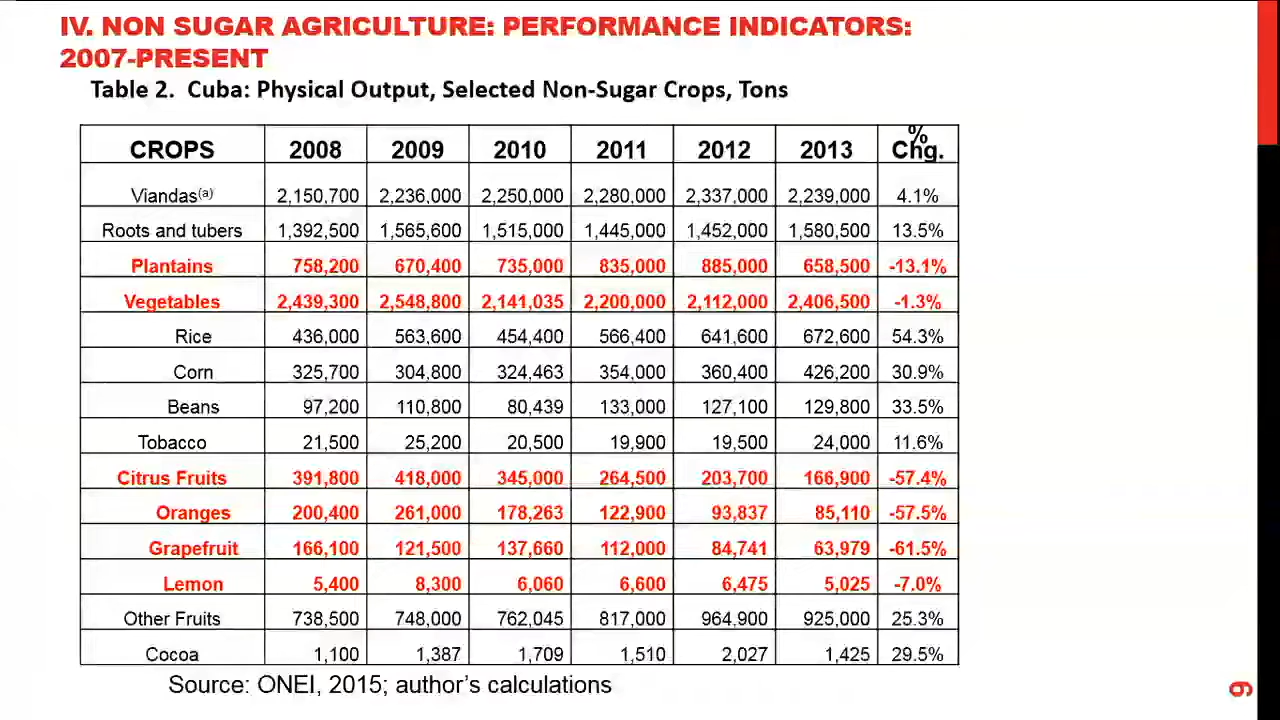 IV. NON SUGAR AGRICULTURE: PERFORMANCE INDICATORS:
2007-PRESENT
Table 2. Cuba: Physical Output, Selected Non-Sugar Crops, Tons
CROPS 2008 2009 2010 2011 2012 2013 % Chg.
Viandas(a) 2,150,700 2,236,000 2,250,000 2,280,000 2,337,000 2,239,000 4.1%
Roots and tubers 1,392,500 1,565,600 1,515,000 1,445,000 1,452,000 1,580,500 13.5%
Plantains 758,200 670,400 735,000 835,000 885,000 658,500 -13.1%
Vegetables 2,439,300 2,548,800 2,141,035 2,200,000 2,112,000 2,406,500 -1.3%
Rice 436,000 563,600 454,400 566,400 641,600 672,600 54.3%
Corn 325,700 304,800 324,463 354,000 360,400 426,200 30.9%
Beans 97,200 110,800 80,439 133,000 127,100 129,800 33.5%
Tobacco 21,500 25,200 20,500 19,900 19,500 24,000 11.6%
Citrus Fruits 391,800 418,000 345,000 264,500 203,700 166,900 -57.4%
Oranges 200,400 261,000 178,263 122,900 93,837 85,110 -57.5%
Grapefruit 166,100 121,500 137,660 112,000 84,741 63,979 -61.5%
Lemon 5,400 8,300 6,060 6,600 6,475 5,025 -7.0%
Other Fruits 738,500 748,000 762,045 817,000 964,900 925,000 25.3%
Cocoa 1,100 1,387 1,709 1,510 2,027 1,425 29.5%
Source: ONEI, 2015; author's calculations
9